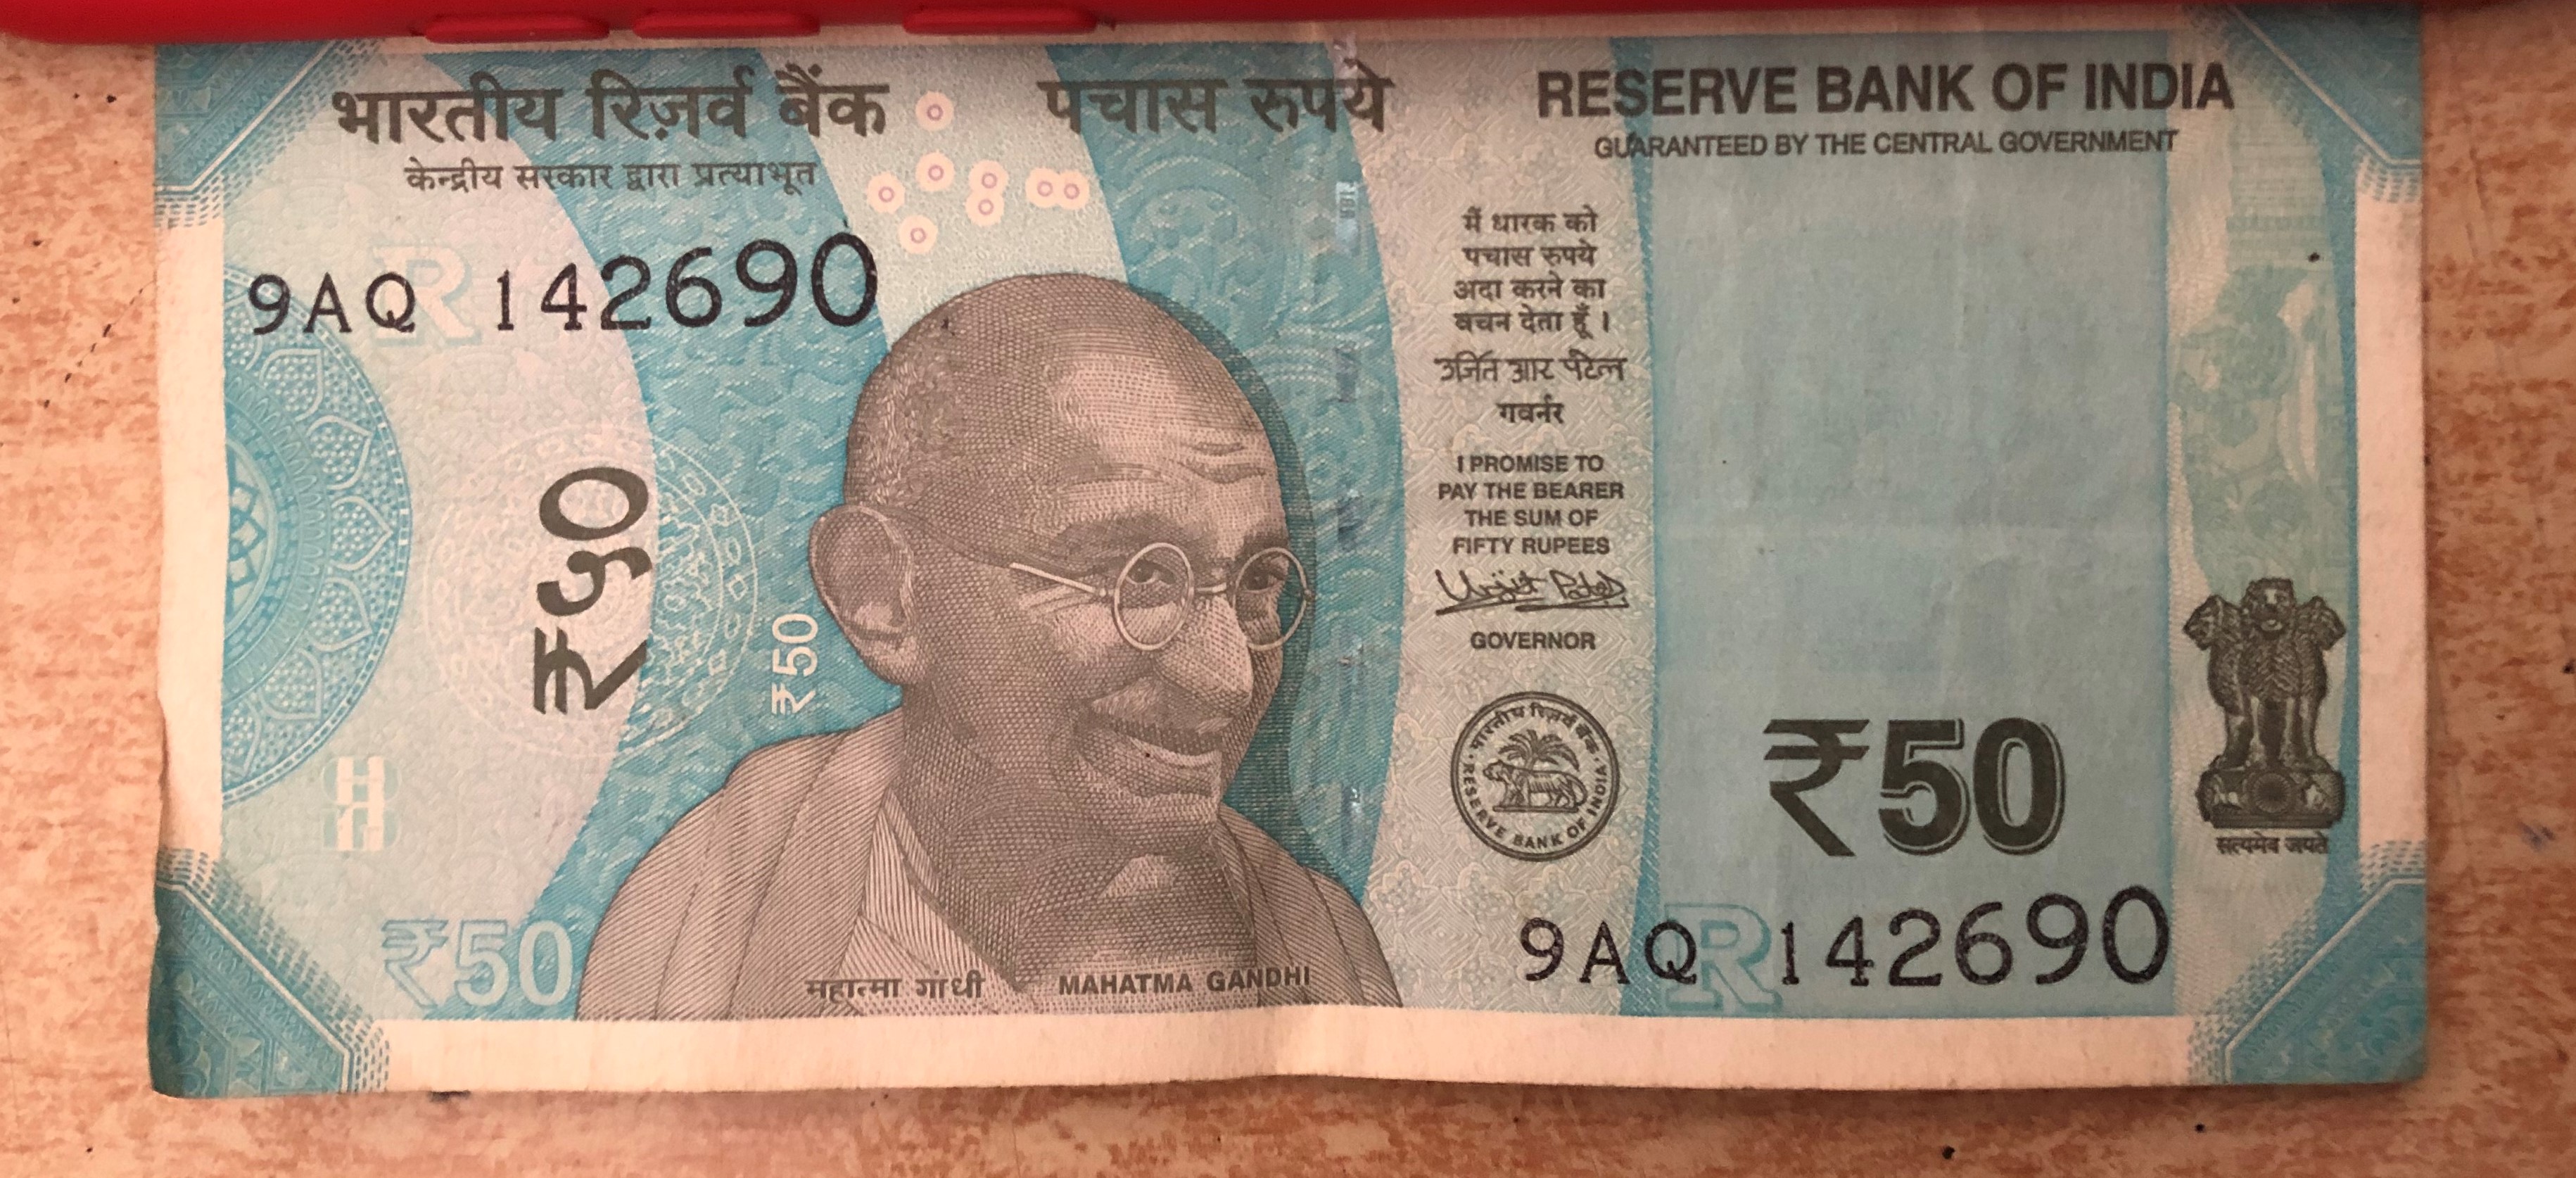 भारतीय रिज़र्व बैंक
केन्द्रीय सरकार द्वारा प्रत्याभूत
पचास रुपये
RESERVE BANK OF INDIA
GUARANTEED BY THE CENTRAL GOVERNMENT
9AQ 142690
R
₹५०
₹50
₹50
महात्मा गांधी MAHATMA GANDHI
मैं धारक को
पचास रुपये
अदा करने का
वचन देता हूँ ।
उर्जित आर पटेल
गवर्नर
I PROMISE TO
PAY THE BEARER
THE SUM OF
FIFTY RUPEES
Urjit Patel
GOVERNOR
भारतीय रिज़र्व बैंक
RESERVE BANK OF INDIA
₹50
सत्यमेव जयते
R
9AQ 142690